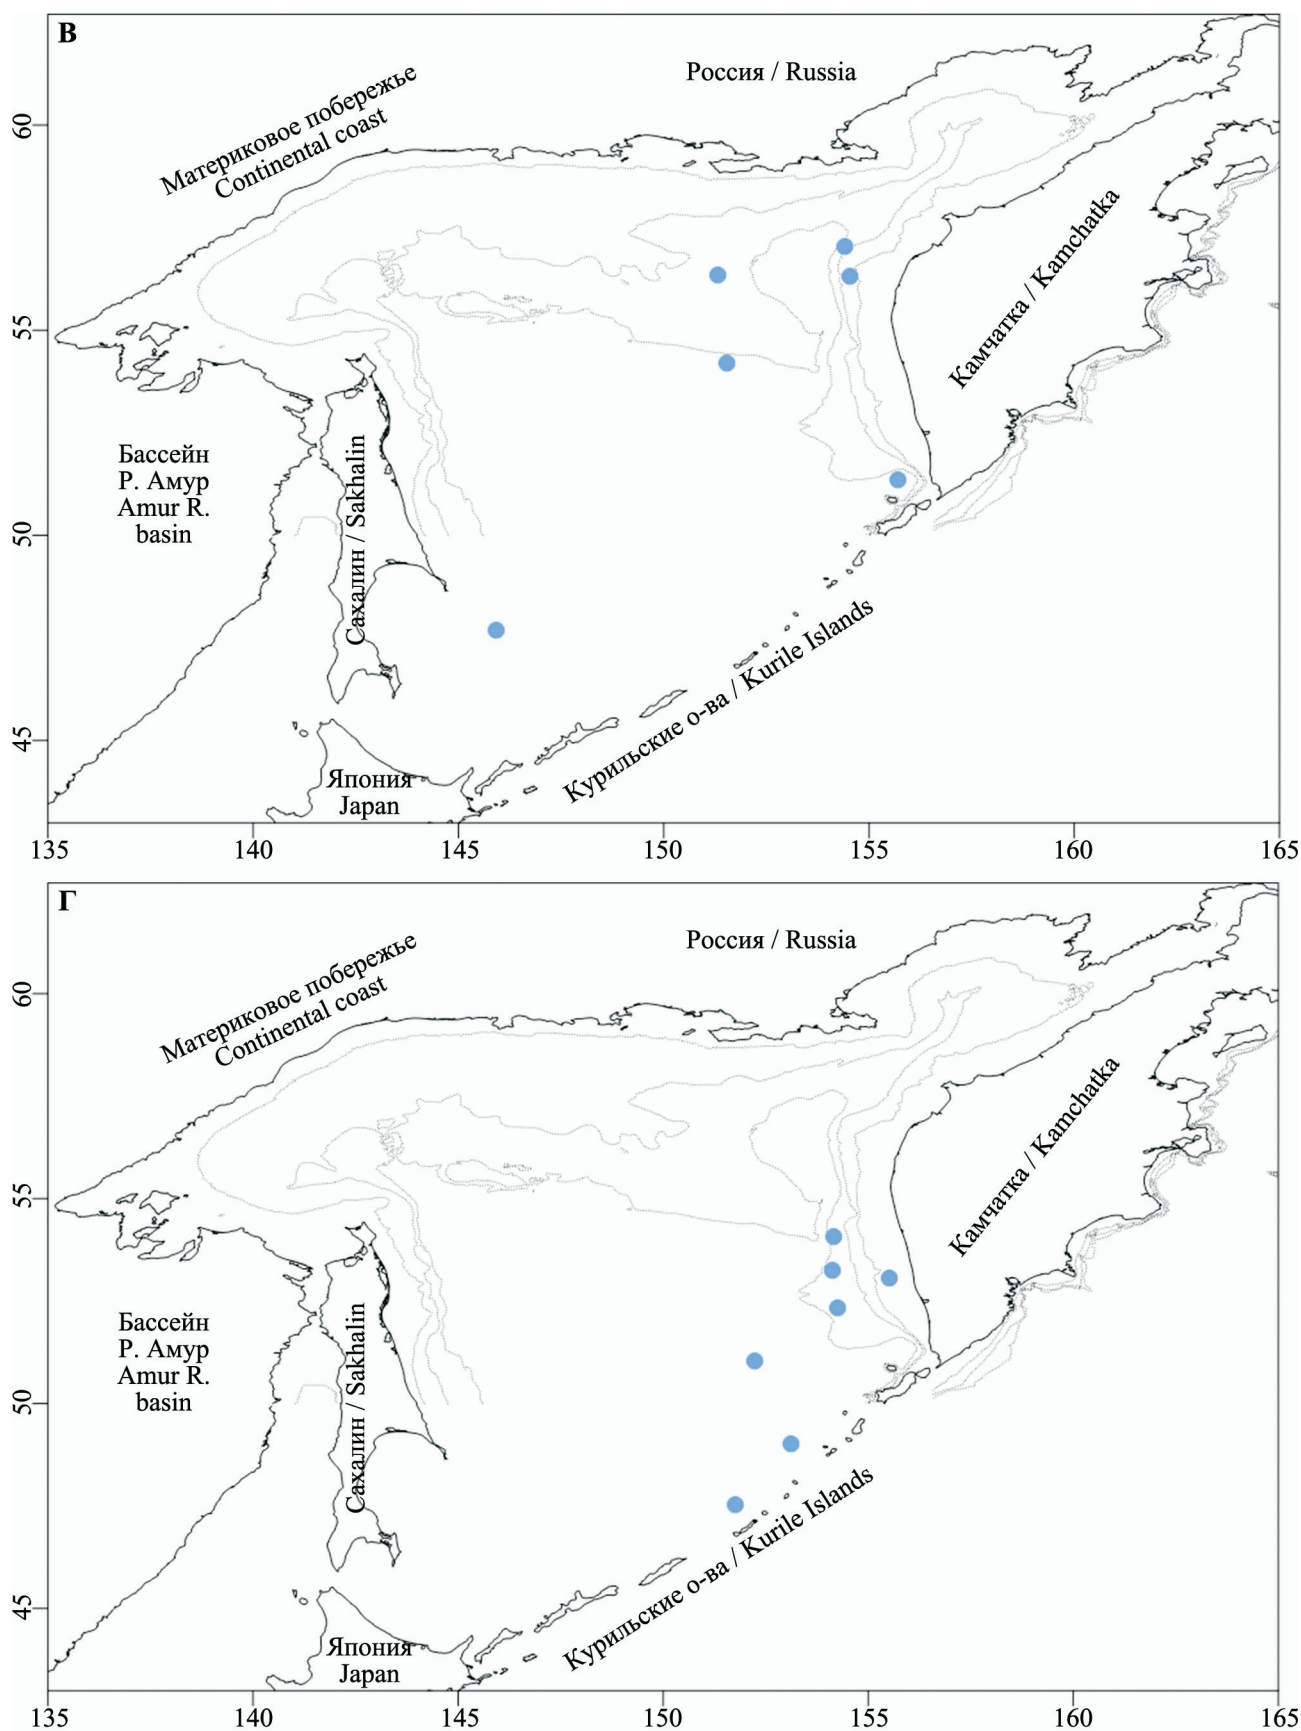 В
Россия / Russia
Материковое побережье
Continental coast
60
55
50
45
Камчатка / Kamchatka
Бассейн
Р. Амур
Amur R.
basin
Сахалин / Sakhalin
Курильские о-ва / Kurile Islands
Япония
Japan
135 140 145 150 155 160 165
Г
Россия / Russia
Материковое побережье
Continental coast
60
55
50
45
Камчатка / Kamchatka
Бассейн
Р. Амур
Amur R.
basin
Сахалин / Sakhalin
Курильские о-ва / Kurile Islands
Япония
Japan
135 140 145 150 155 160 165